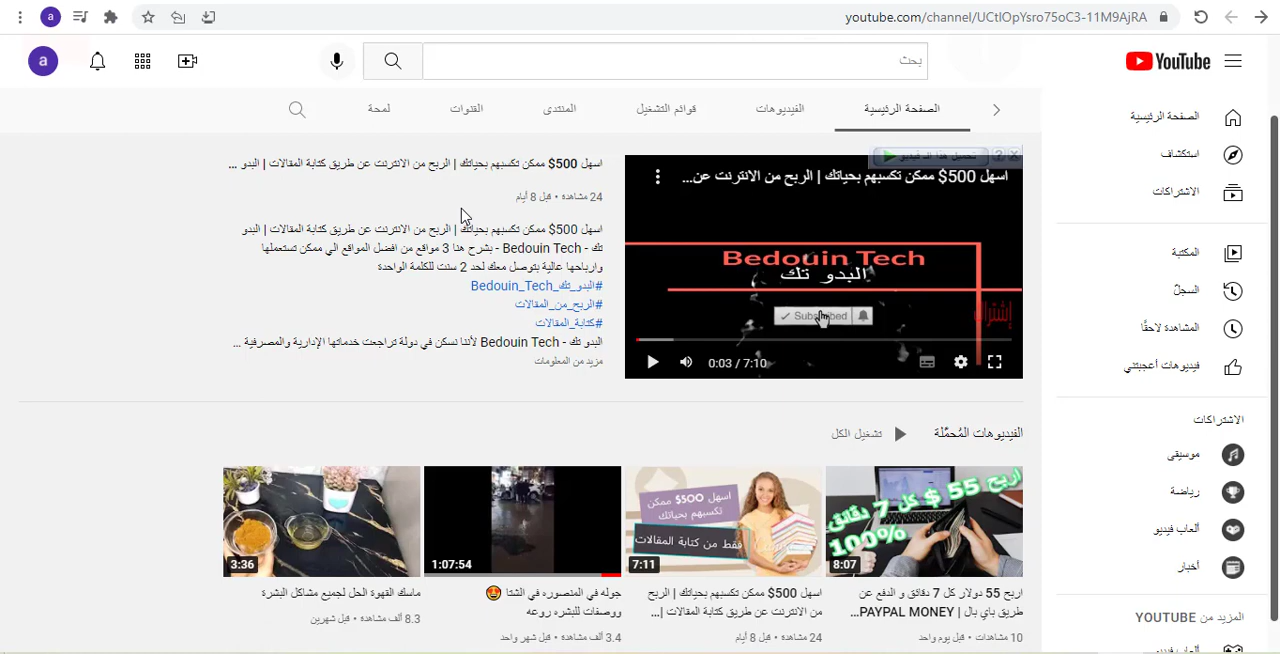 youtube.com/channel/UCtIOpYsro75oC3-11M9AjRA
a
YouTube
بحث
a
الصفحة الرئيسية
الفيديوهات
قوائم التشغيل
المنتدى
القنوات
لمحة
الصفحة الرئيسية
استكشاف
الاشتراكات
المكتبة
السجلّ
المشاهدة لاحقًا
فيديوهات أعجبتني
الاشتراكات
موسيقى
رياضة
ألعاب فيديو
أخبار
المزيد من YOUTUBE
ألعاب فيديو
تحميل هذا الـ فيديو
اسهل 500$ ممكن تكسبهم بحياتك | الربح من الانترنت عن...
Bedouin Tech
البدو تك
Subscribed
إشتراك
0:03 / 7:10
اسهل 500$ ممكن تكسبهم بحياتك | الربح من الانترنت عن طريق كتابة المقالات | البدو ...
24 مشاهدة • قبل 8 أيام
اسهل 500$ ممكن تكسبهم بحياتك | الربح من الانترنت عن طريق كتابة المقالات | البدو
تك - Bedouin Tech - بشرح هنا 3 مواقع من افضل المواقع الي ممكن تستعملها
وارباحها عالية بتوصل معك لحد 2 سنت للكلمة الواحدة
#البدو_تك_Bedouin_Tech
#الربح_من_المقالات
#كتابة_المقالات
البدو تك - Bedouin Tech لأننا نسكن في دولة تراجعت خدماتها الإدارية والمصرفية ...
مزيد من المعلومات
الفيديوهات المُحمَّلة
تشغيل الكل
اربح 55 $ كل 7 دقائق
100%
8:07
اربح 55 دولار كل 7 دقائق و الدفع عن
طريق باي بال | PAYPAL MONEY...
10 مشاهدات • قبل يوم واحد
اسهل 500$ ممكن
تكسبهم بحياتك
فقط من كتابة المقالات
7:11
اسهل 500$ ممكن تكسبهم بحياتك | الربح
من الانترنت عن طريق كتابة المقالات |...
24 مشاهدة • قبل 8 أيام
1:07:54
جوله في المنصوره في الشتا 🤩
ووصفات للبشره روعه
3.4 ألف مشاهدة • قبل شهر واحد
3:36
ماسك القهوة الحل لجميع مشاكل البشرة
8.3 ألف مشاهدة • قبل شهرين